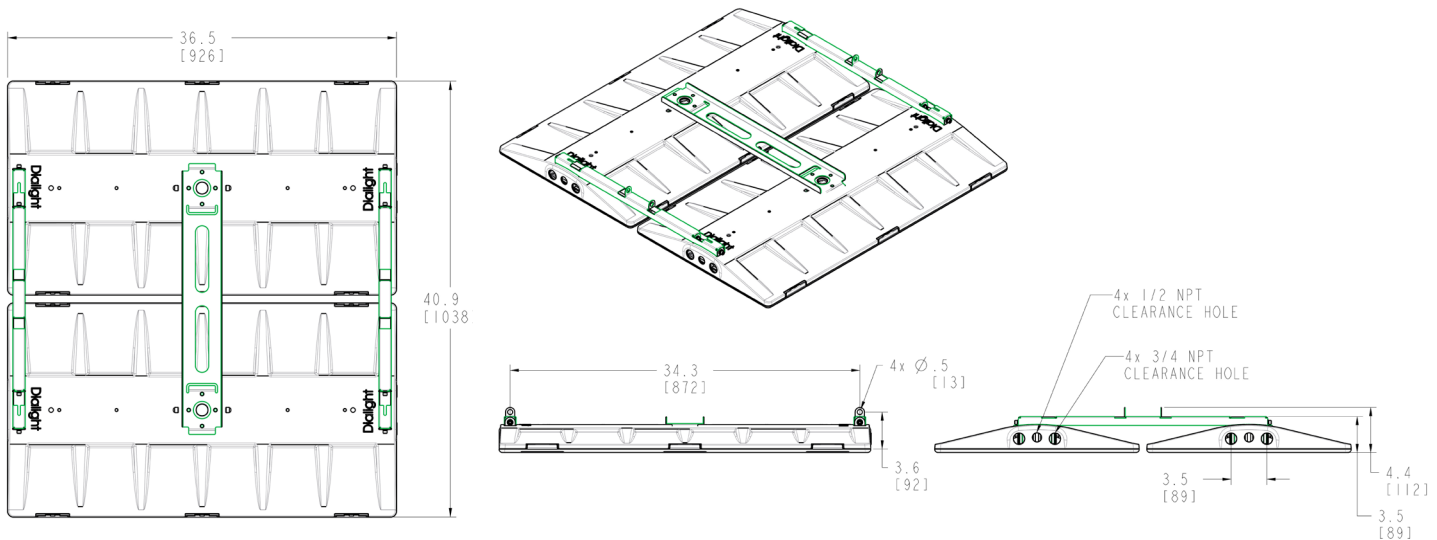 36.5
[926]
Dialight
Dialight
40.9
[1038
Dialight
Dialight
Dialight
Dialight
Dialight
Dialight
34.3
[872]
4x Ø.5
[13]
3.6
[92]
4x 1/2 NPT
CLEARANCE HOLE
4x 3/4 NPT
CLEARANCE HOLE
3.5
[89]
4.4
[112]
3.5
[89]